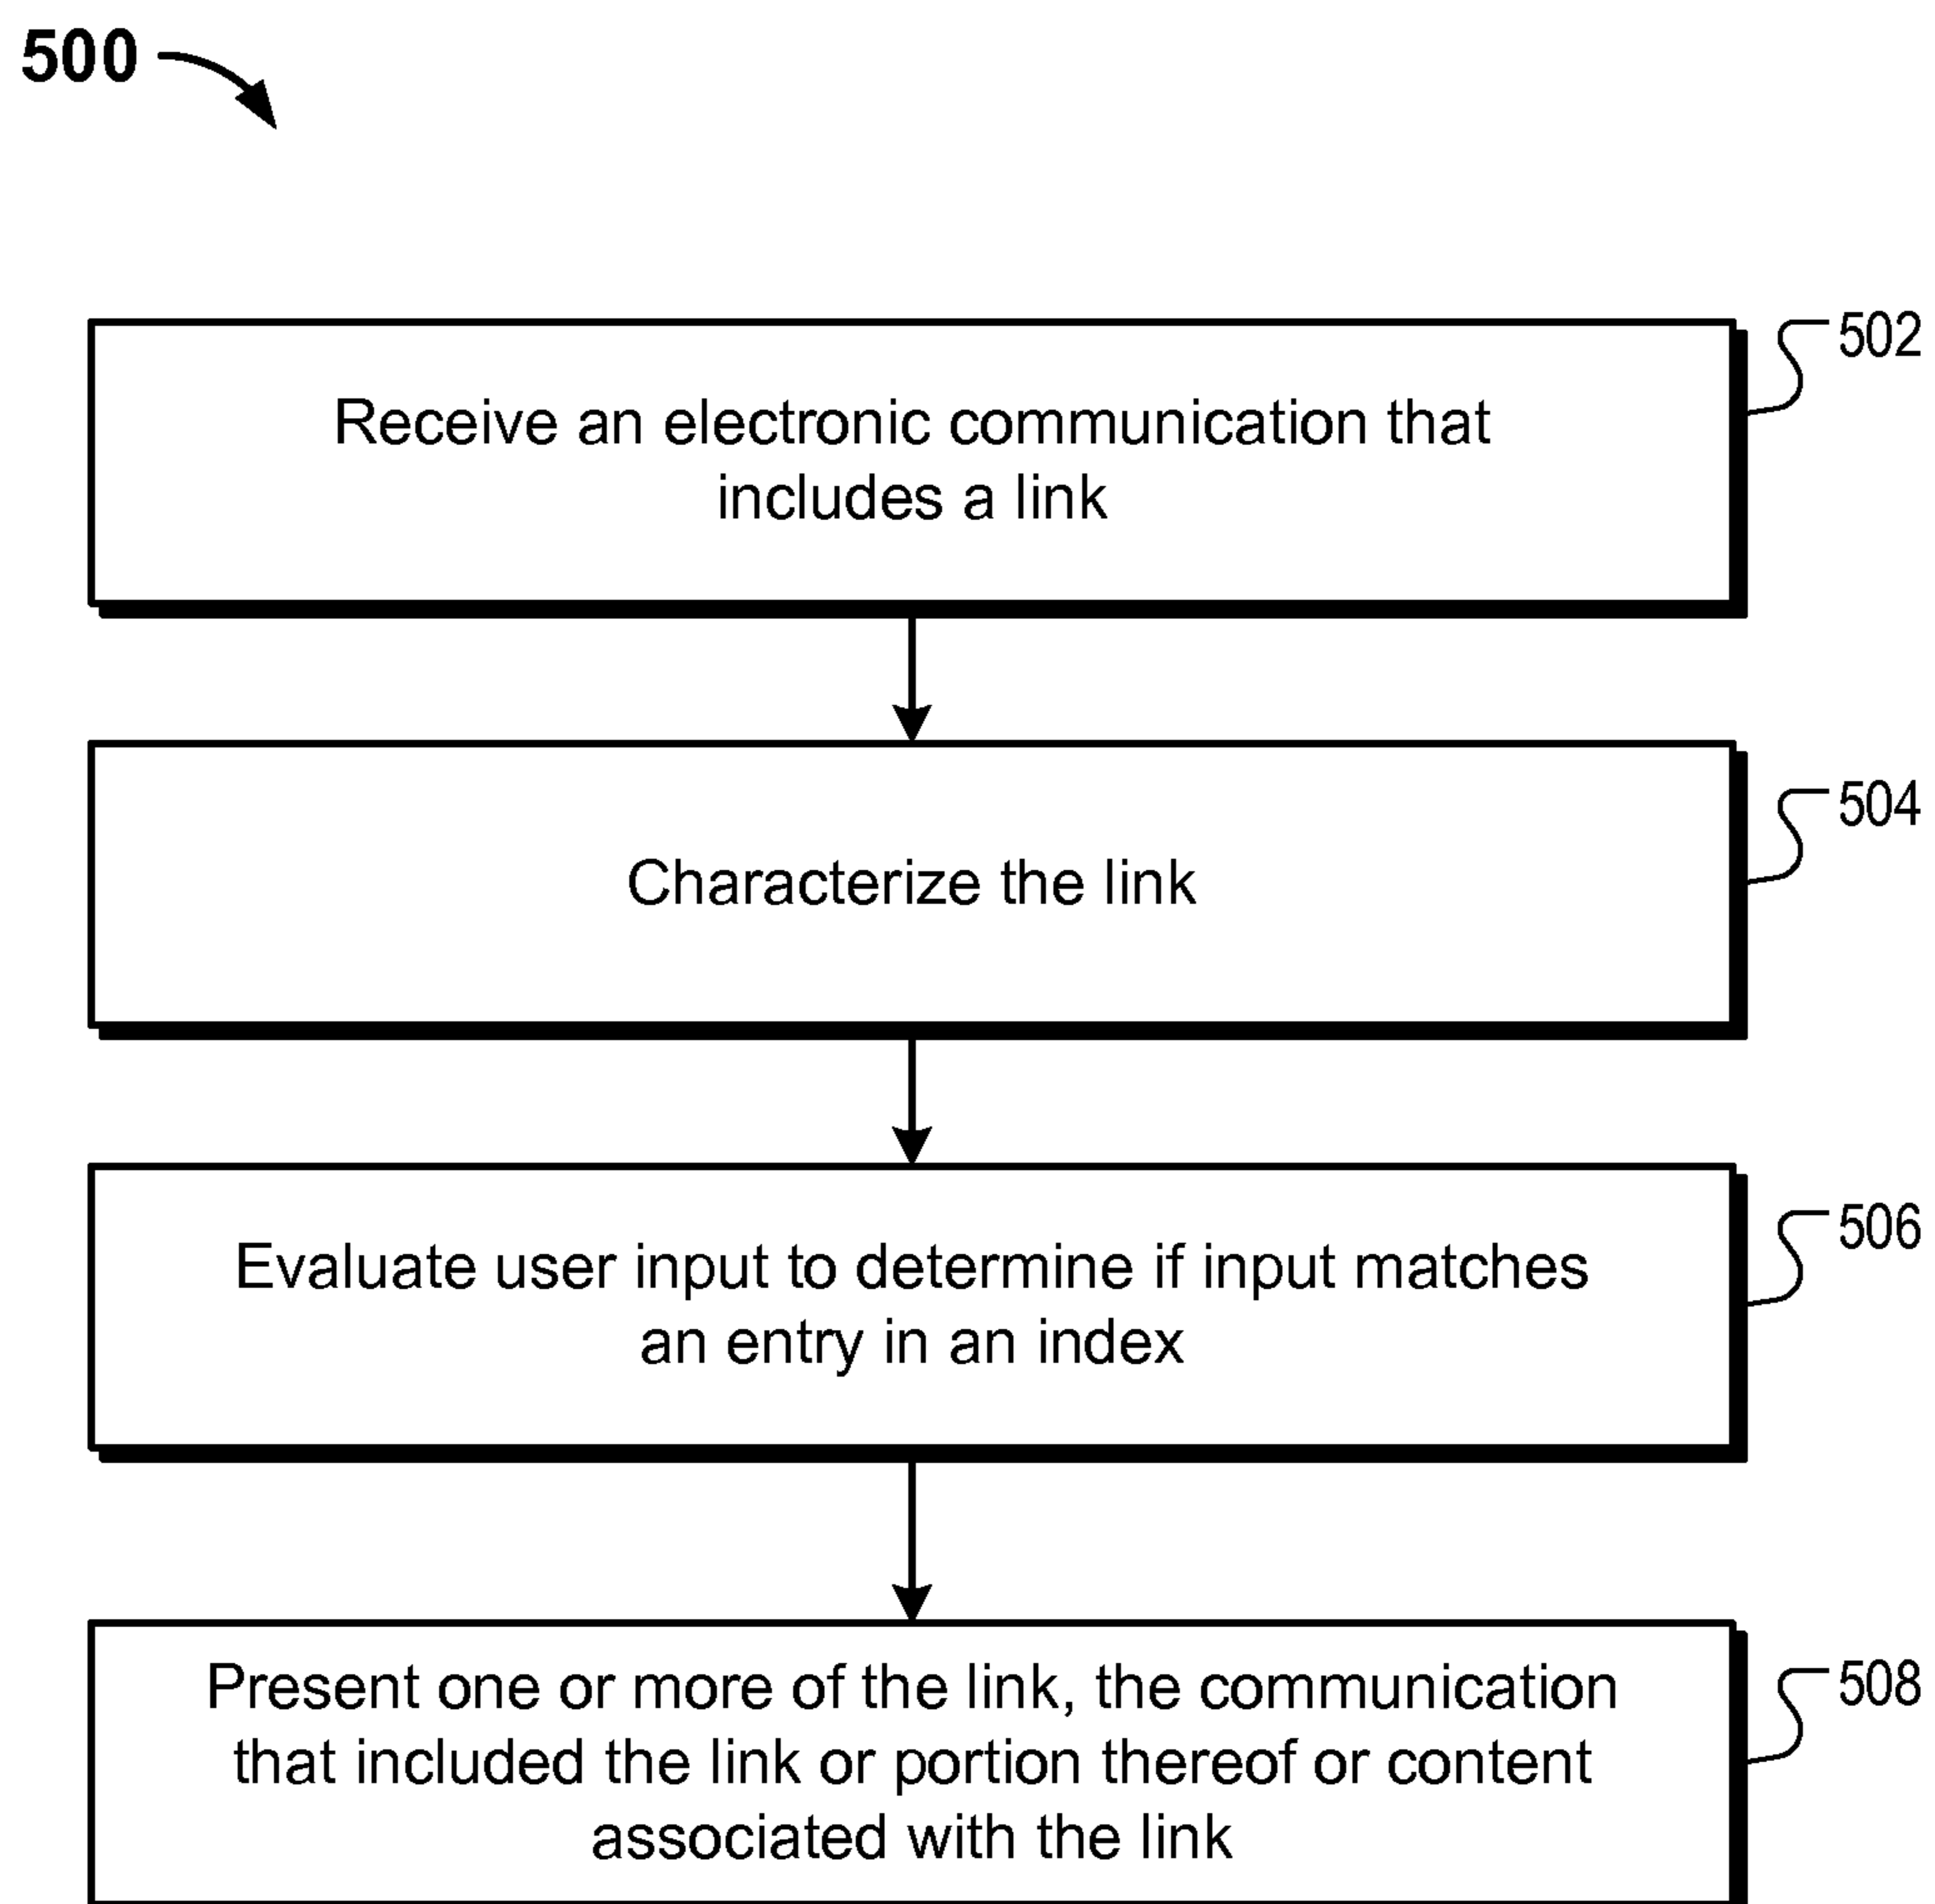 500
502
Receive an electronic communication that
includes a link
504
Characterize the link
506
Evaluate user input to determine if input matches
an entry in an index
508
Present one or more of the link, the communication
that included the link or portion thereof or content
associated with the link